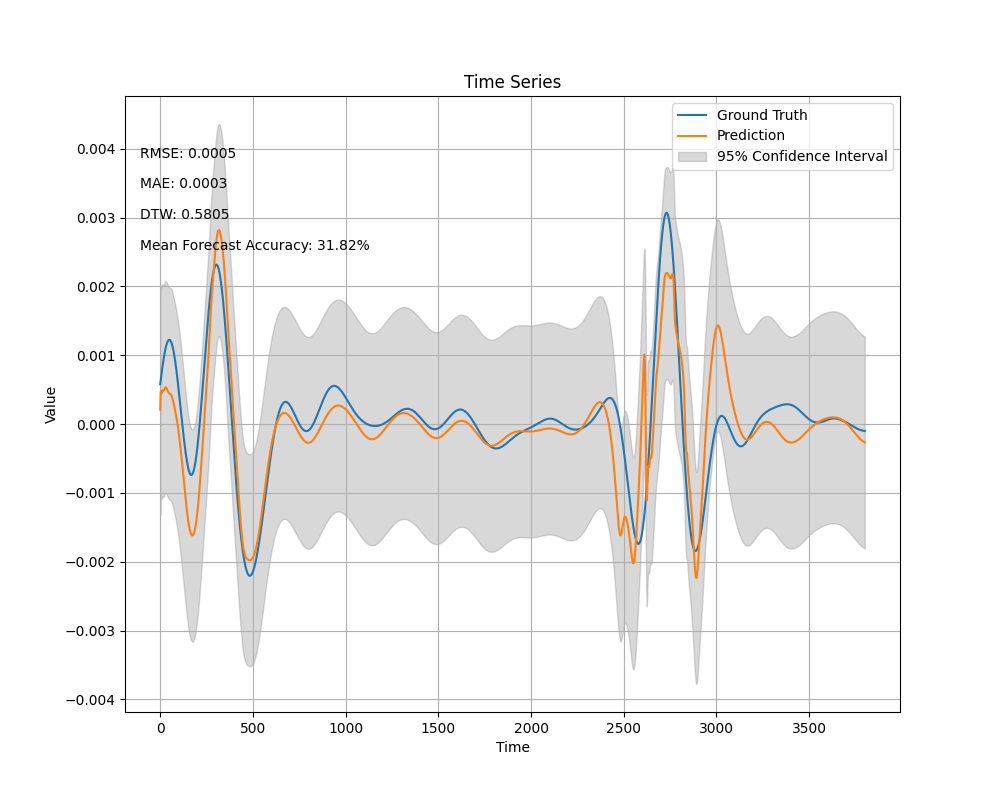 Time Series
Ground Truth
Prediction
95% Confidence Interval
RMSE: 0.0005
MAE: 0.0003
DTW: 0.5805
Mean Forecast Accuracy: 31.82%
Value
0.004
0.003
0.002
0.001
0.000
−0.001
−0.002
−0.003
−0.004
0 500 1000 1500 2000 2500 3000 3500
Time